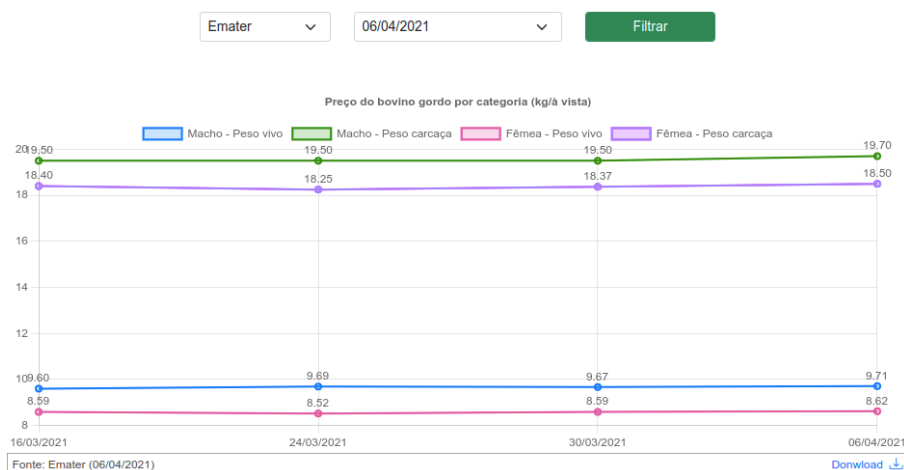 Emater 06/04/2021 Filtrar
Preço do bovino gordo por categoria (kg/à vista)
Macho - Peso vivo Macho - Peso carcaça Fêmea - Peso vivo Fêmea - Peso carcaça
20
19.50 19.50 19.50 19.70
18.40 18.25 18.37 18.50
18
16
14
12
10
9.60 9.69 9.67 9.71
8.59 8.52 8.59 8.62
8
16/03/2021 24/03/2021 30/03/2021 06/04/2021
Fonte: Emater (06/04/2021) Donwload